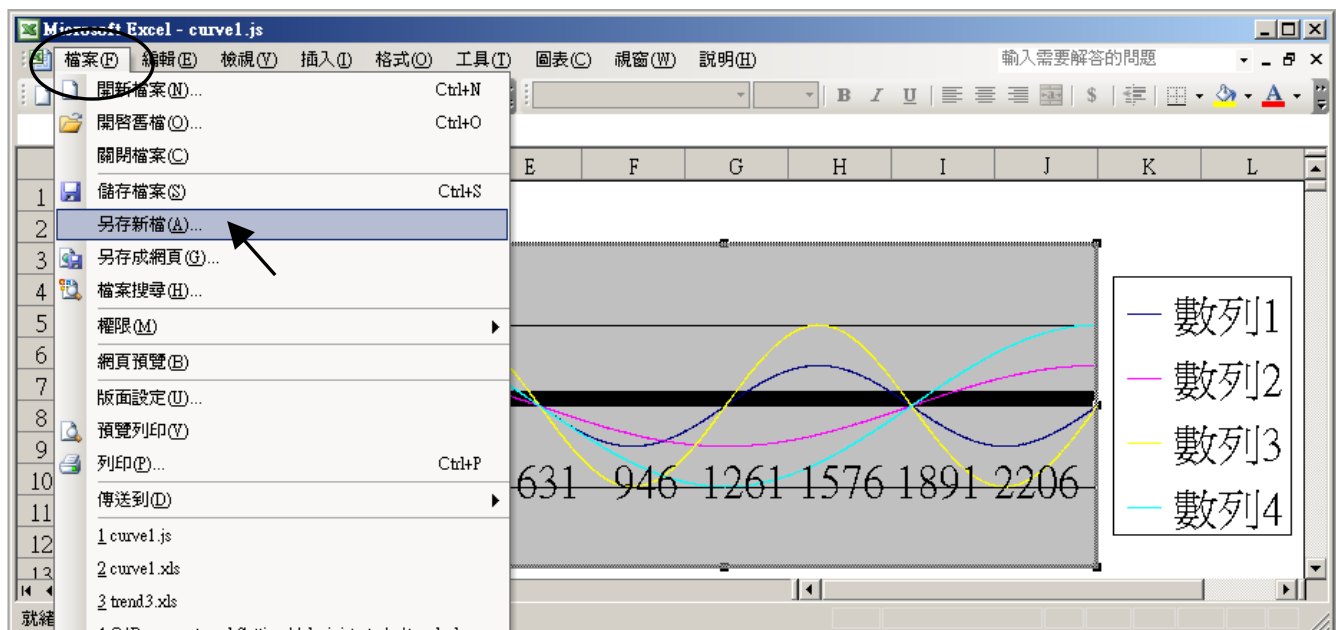 Microsoft Excel - curve1.js
檔案(F) 編輯(E) 檢視(V) 插入(I) 格式(O) 工具(T) 圖表(C) 視窗(W) 說明(H) 輸入需要解答的問題
B I U $ A
開新檔案(N)... Ctrl+N
開啓舊檔(O)... Ctrl+O
關閉檔案(C)
儲存檔案(S) Ctrl+S
另存新檔(A)...
另存成網頁(G)...
檔案搜尋(H)...
權限(M)
網頁預覽(B)
版面設定(U)...
預覽列印(V)
列印(P)... Ctrl+P
傳送到(D)
1 curve1.js
2 curve1.xls
3 trend3.xls
E F G H I J K L
1
2
3
4
5
6
7
8
9
10
11
12
13
631 946 1261 1576 1891 2206
數列1
數列2
數列3
數列4
就緒